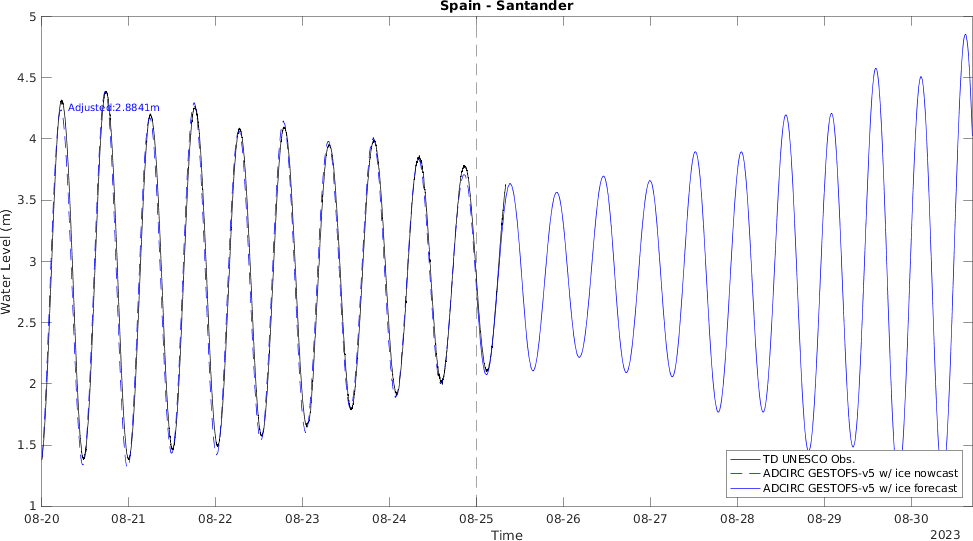 Spain - Santander
5
4.5
4
3.5
3
2.5
2
1.5
1
Water Level (m)
Adjusted:2.8841m
TD UNESCO Obs.
ADCIRC GESTOFS-v5 w/ ice nowcast
ADCIRC GESTOFS-v5 w/ ice forecast
08-20 08-21 08-22 08-23 08-24 08-25 08-26 08-27 08-28 08-29 08-30
Time
2023